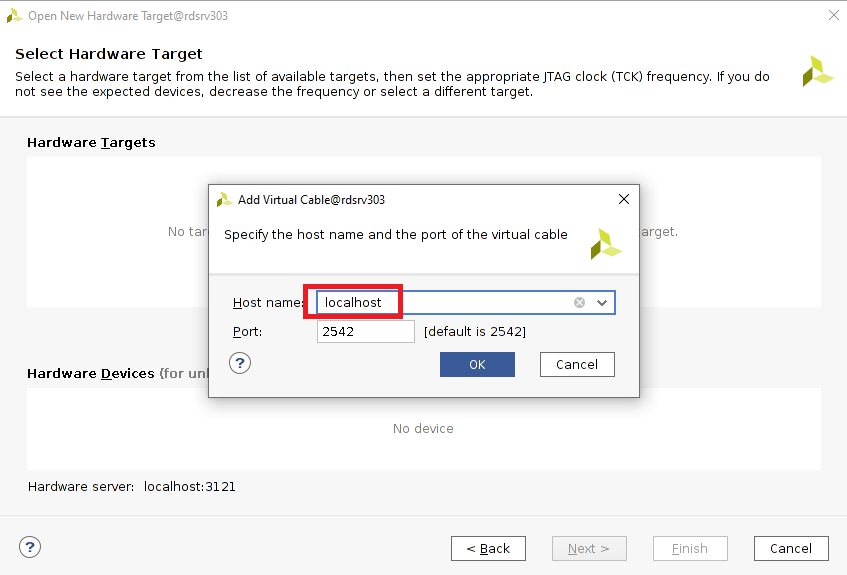 Open New Hardware Target@rdsrv303
Select Hardware Target
Select a hardware target from the list of available targets, then set the appropriate JTAG clock (TCK) frequency. If you do
not see the expected devices, decrease the frequency or select a different target.
Hardware Targets
No
target.
Add Virtual Cable@rdsrv303
Specify the host name and the port of the virtual cable
Host name:
localhost
Port:
2542
[default is 2542]
?
OK
Cancel
Hardware Devices (for
No device
Hardware server: localhost:3121
?
< Back
Next >
Finish
Cancel